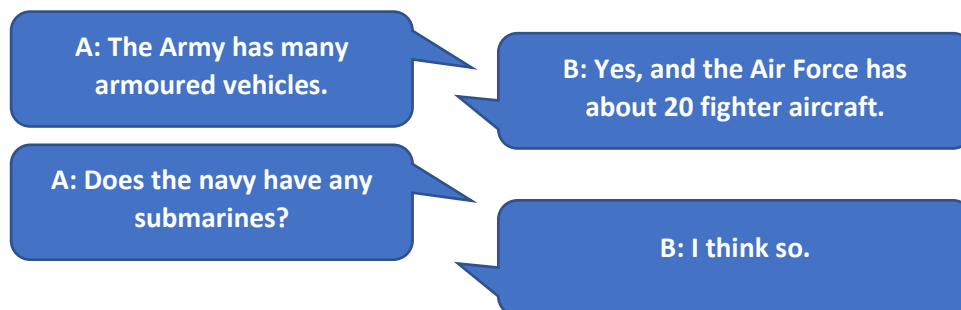 A: The Army has many
armoured vehicles.
B: Yes, and the Air Force has
about 20 fighter aircraft.
A: Does the navy have any
submarines?
B: I think so.